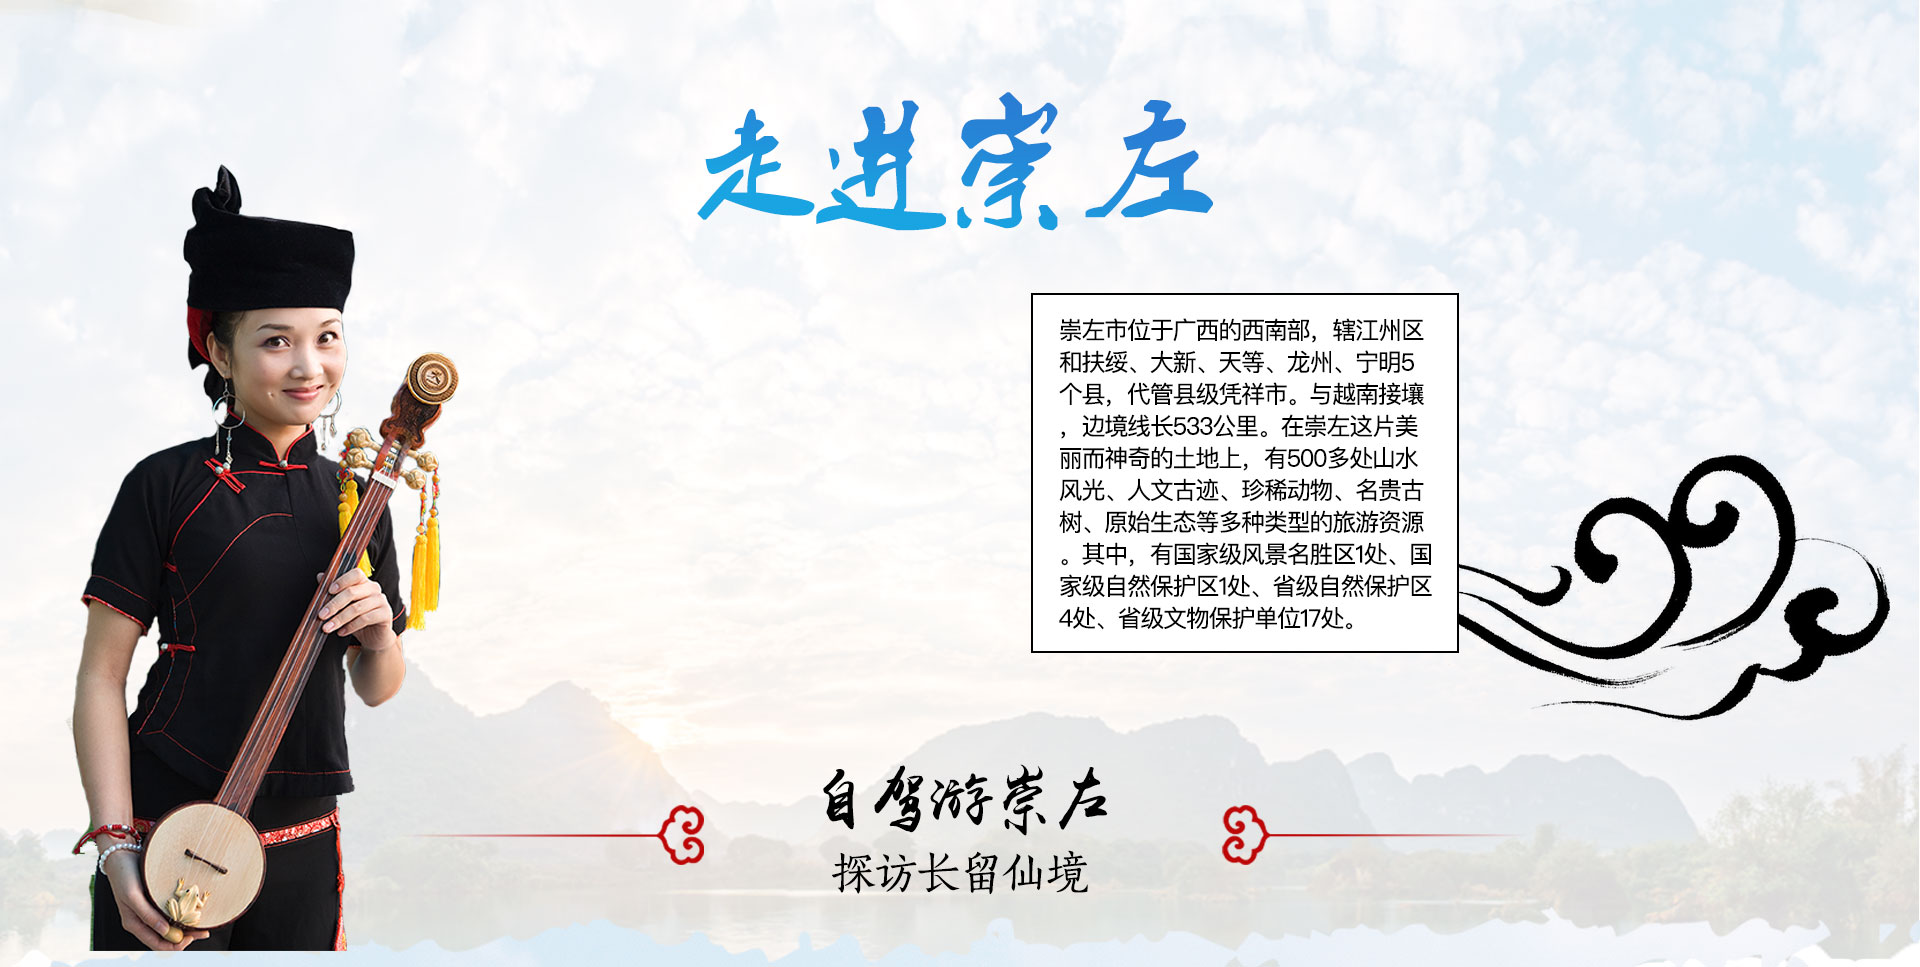 走进崇左
崇左市位于广西的西南部，辖江州区
和扶绥、大新、天等、龙州、宁明5
个县，代管县级凭祥市。与越南接壤
，边境线长533公里。在崇左这片美
丽而神奇的土地上，有500多处山水
风光、人文古迹、珍稀动物、名贵古
树、原始生态等多种类型的旅游资源
。其中，有国家级风景名胜区1处、国
家级自然保护区1处、省级自然保护区
4处、省级文物保护单位17处。
自驾游崇左
探访长留仙境